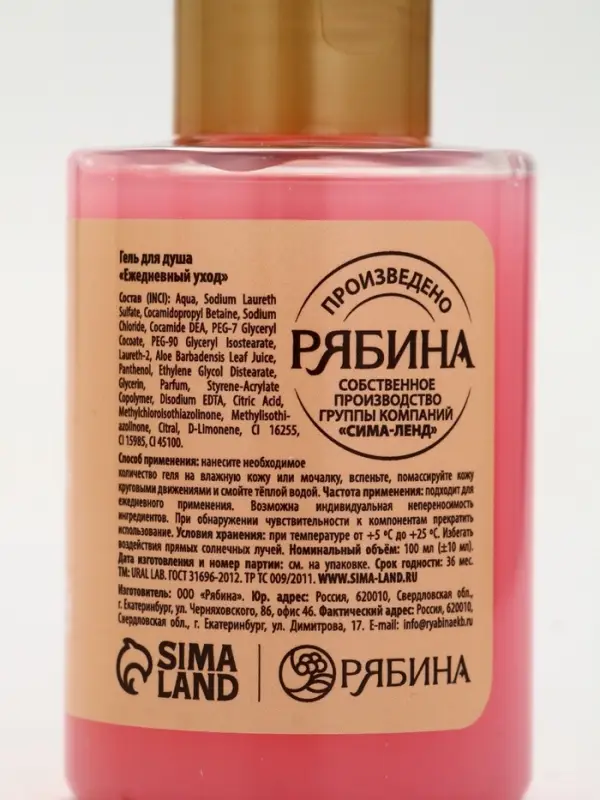 Гель для душа
«Ежедневный уход»
Состав (INCI): Aqua, Sodium Laureth
Sulfate, Cocamidopropyl Betaine, Sodium
Chloride, Cocamide DEA, PEG-7 Glyceryl
Cocoate, PEG-90 Glyceryl Isostearate,
Laureth-2, Aloe Barbadensis Leaf Juice,
Panthenol, Ethylene Glycol Distearate,
Glycerin, Parfum, Styrene-Acrylate
Copolymer, Disodium EDTA, Citric Acid,
Methylchloroisothiazolinone, Methylisothi-
azolinone, Citral, D-Limonene, CI 16255,
CI 15985, CI 45100.
ПРОИЗВЕДЕНО
РЯБИНА
СОБСТВЕННОЕ
ПРОИЗВОДСТВО
ГРУППЫ КОМПАНИЙ
«СИМА-ЛЕНД»
Способ применения: нанесите необходимое
количество геля на влажную кожу или мочалку, вспеньте, помассируйте кожу
круговыми движениями и смойте тёплой водой. Частота применения: подходит для
ежедневного применения. Возможна индивидуальная непереносимость
ингредиентов. При обнаружении чувствительности к компонентам прекратить
использование. Условия хранения: при температуре от +5 °C до +25 °C. Избегать
воздействия прямых солнечных лучей. Номинальный объём: 100 мл (±10 мл).
Дата изготовления и номер партии: см. на упаковке. Срок годности: 36 мес.
TM: URAL LAB. ГОСТ 31696-2012. ТР ТС 009/2011. WWW.SIMA-LAND.RU
Изготовитель: ООО «Рябина». Юр. адрес: Россия, 620010, Свердловская обл.,
г. Екатеринбург, ул. Черняховского, 86, офис 46. Фактический адрес: Россия, 620010,
Свердловская обл., г. Екатеринбург, ул. Димитрова, 17. E-mail: info@ryabinaekb.ru
SIMA
LAND
РЯБИНА